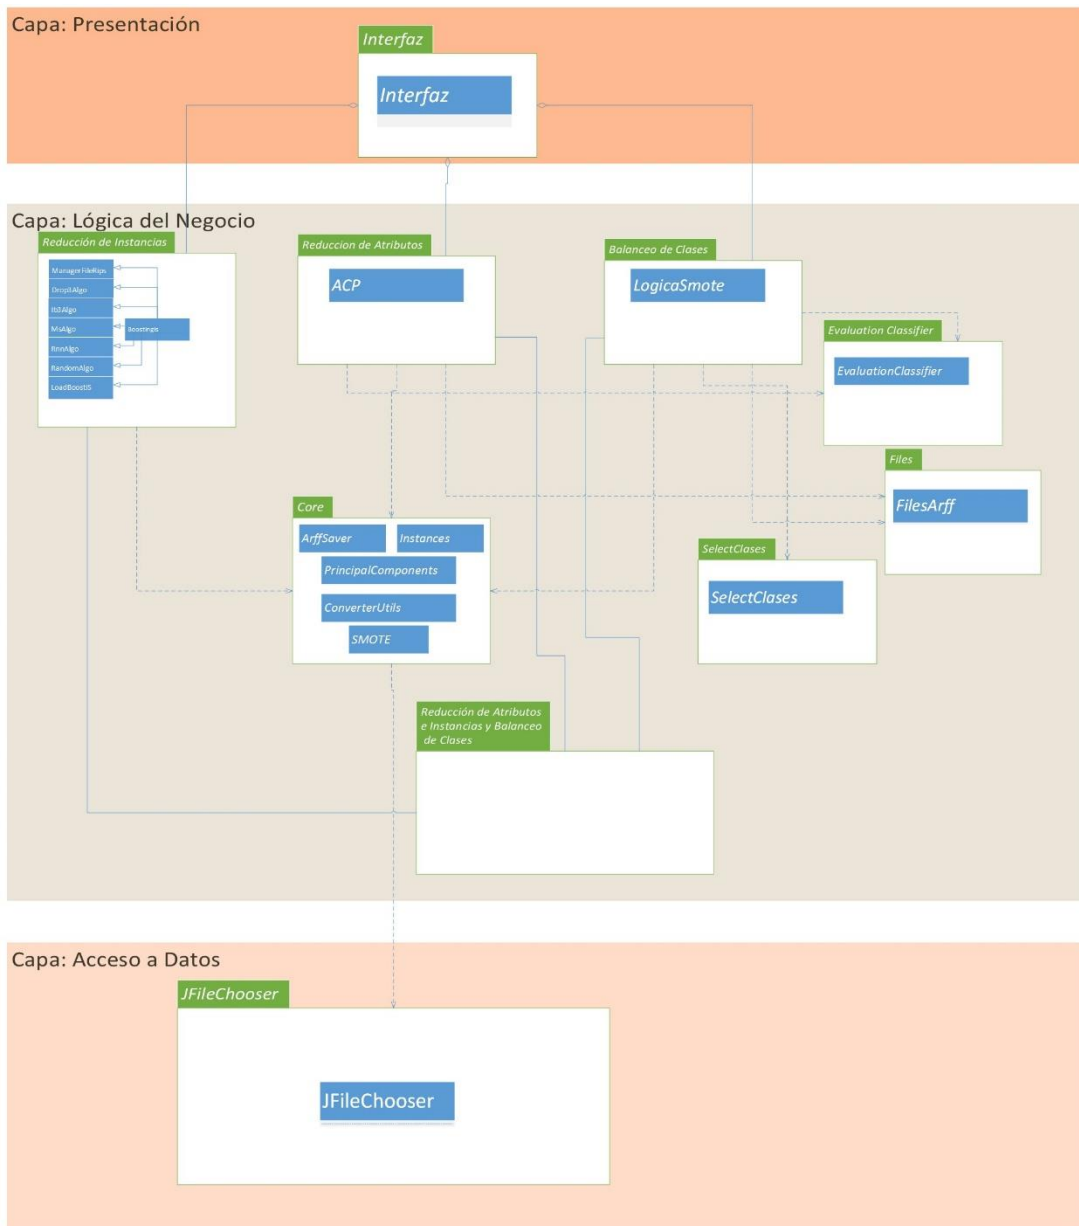 Capa: Presentación
Interfaz
Interfaz
Capa: Lógica del Negocio
Reducción de Instancias
ManagerFileRips
Drop3Algo
Ib3Algo
MsAlgo
BoostingIs
RnnAlgo
RandomAlgo
LoadBoostIS
Reduccion de Atributos
ACP
Balanceo de Clases
LogicaSmote
Evaluation Classifier
EvaluationClassifier
Files
FilesArff
Core
ArffSaver
Instances
PrincipalComponents
ConverterUtils
SMOTE
SelectClases
SelectClases
Reducción de Atributos
e Instancias y Balanceo
de Clases
Capa: Acceso a Datos
JFileChooser
JFileChooser